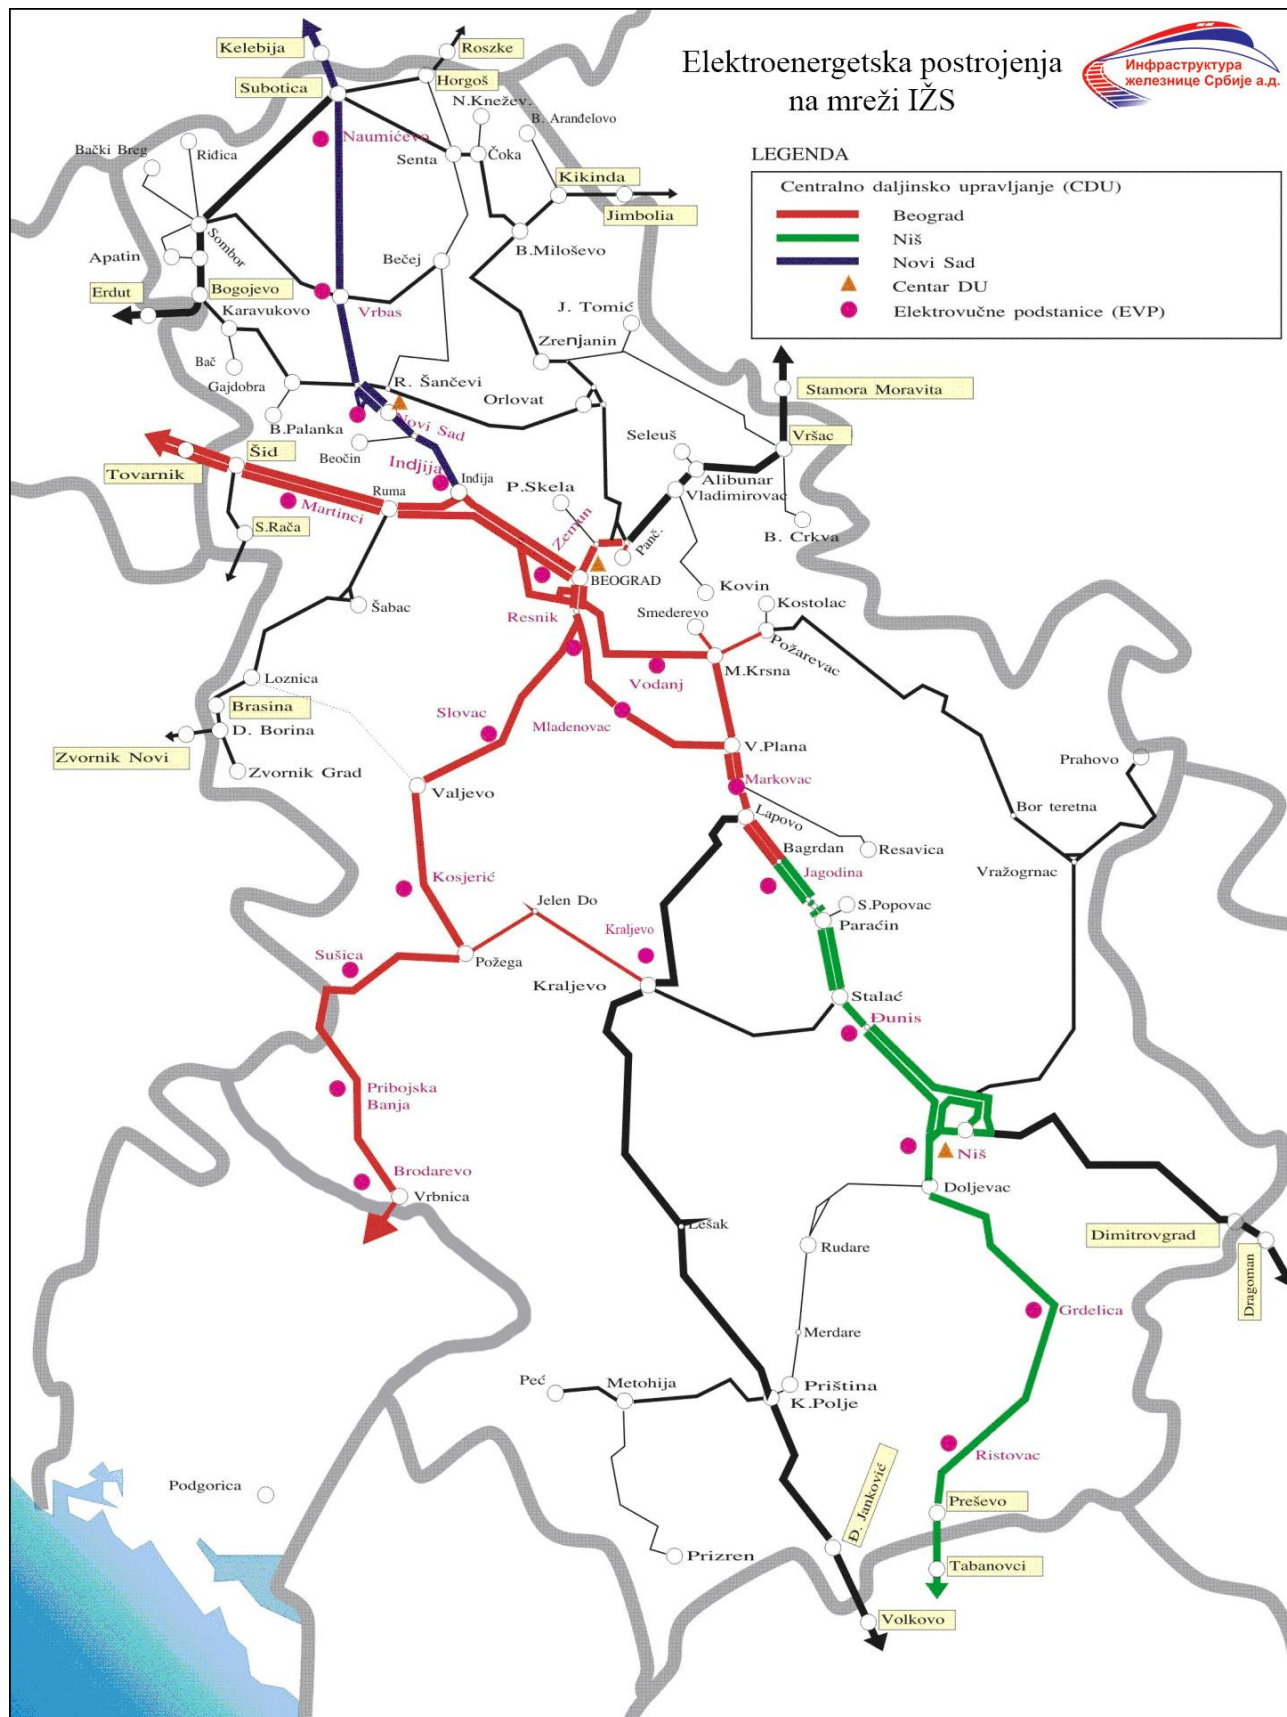 Elektroenergetska postrojenja
na mreži IŽS
Инфраструктура
железнице Србије а.д.
LEGENDA
Centralno daljinsko upravljanje (CDU)
Beograd
Niš
Novi Sad
Centar DU
Elektrovučne podstanice (EVP)
Kelebija
Roszke
Subotica
Horgoš
N.Knežev.
B. Aranđelovo
Naumićevo
Bački Breg
Riđica
Senta
Čoka
Kikinda
Jimbolia
Sombor
B.Miloševo
Apatin
Bečej
Erdut
Bogojevo
Karavukovo
Vrbas
J. Tomić
Zrenjanin
Bač
Gajdobra
R. Šančevi
Orlovat
Stamora Moravita
B.Palanka
Novi Sad
Beočin
Seleuš
Vršac
Šid
Tovarnik
Indjija
Inđija
Alibunar
Vladimirovac
Ruma
P.Skela
Martinci
S.Rača
Zemun
Panč.
B. Crkva
BEOGRAD
Kovin
Šabac
Resnik
Smederevo
Kostolac
Požarevac
Loznica
Vodanj
M.Krsna
Brasina
Slovac
Mladenovac
D. Borina
V.Plana
Zvornik Novi
Zvornik Grad
Prahovo
Valjevo
Markovac
Lapovo
Bor teretna
Bagrdan
Resavica
Jagodina
Vražogrnac
Kosjerić
Jelen Do
S.Popovac
Paraćin
Kraljevo
Sušica
Požega
Kraljevo
Stalać
Đunis
Pribojska
Banja
Niš
Brodarevo
Vrbnica
Doljevac
Lešak
Rudare
Dimitrovgrad
Dragoman
Grdelica
Merdare
Peć
Metohija
Priština
K.Polje
Ristovac
Podgorica
Đ. Janković
Preševo
Prizren
Tabanovci
Volkovo